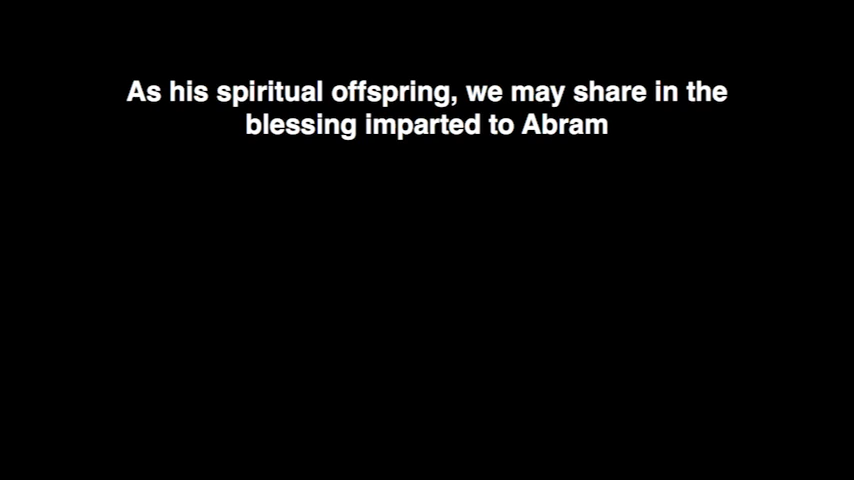 As his spiritual offspring, we may share in the
blessing imparted to Abram